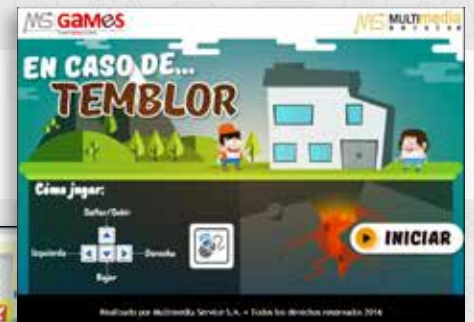 MS GAMES
MS MULTImedia
SERVICE
EN CASO DE...
TEMBLOR
Cómo jugar:
Saltar/Subir
Izquierda
Derecha
Bajar
INICIAR
Realizado por Multimedia Service S.A. • Todos los derechos reservados 2016